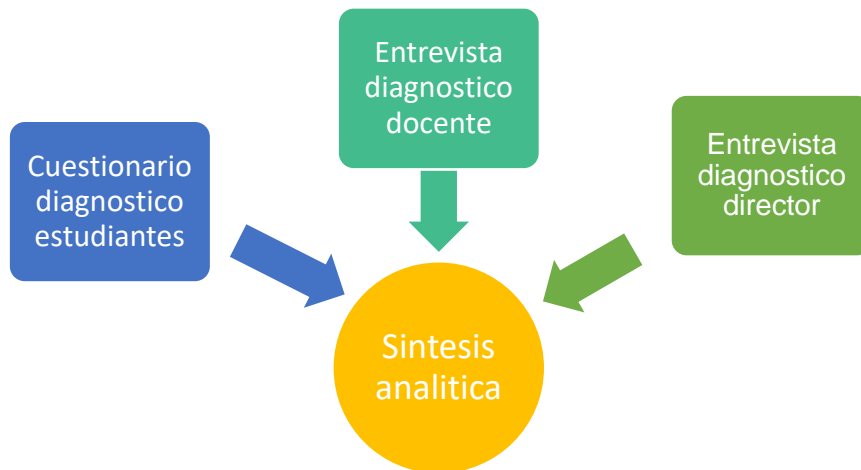 Cuestionario
diagnostico
estudiantes
Entrevista
diagnostico
docente
Entrevista
diagnostico
director
Sintesis
analitica